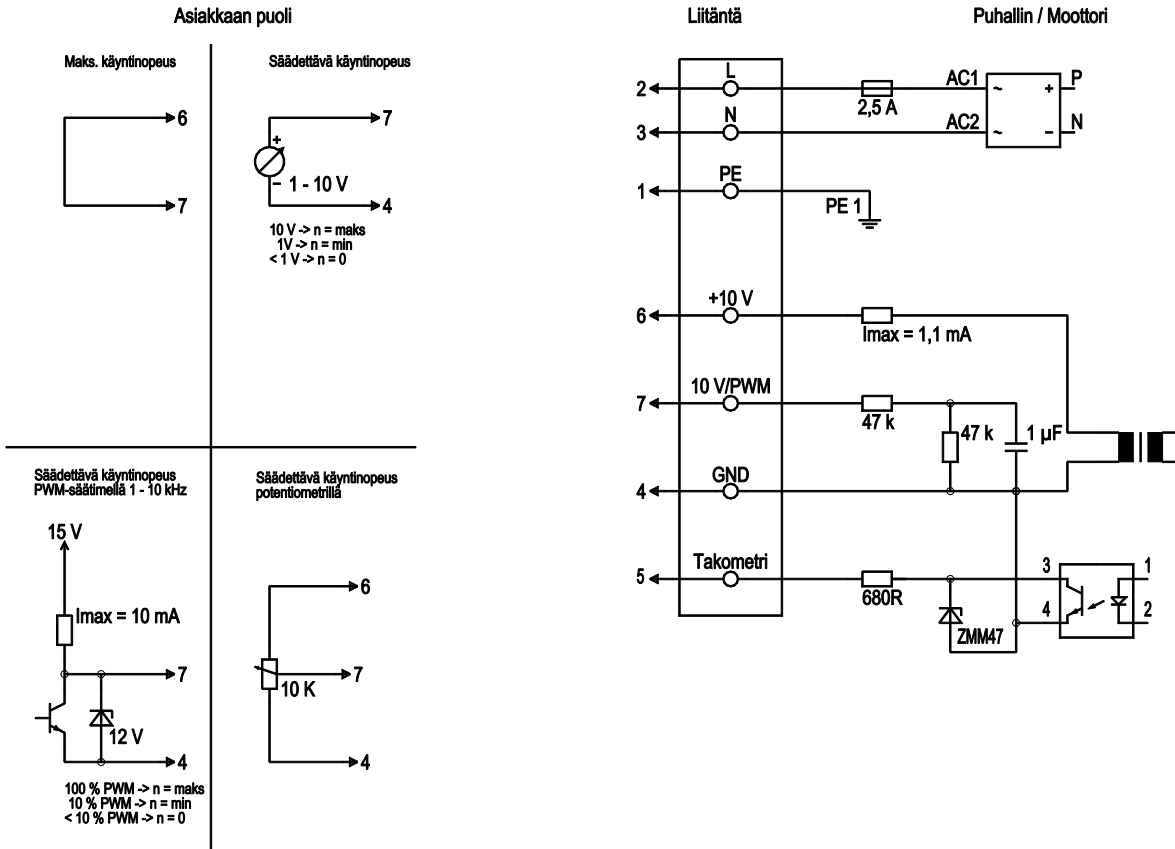 Asiakkaan puoli
Liitäntä
Puhallin / Moottori
Maks. käyntinopeus
6
7
Säädettävä käyntinopeus
7
+
– 1 - 10 V
4
10 V -> n = maks
1V -> n = min
< 1 V -> n = 0
Säädettävä käyntinopeus
PWM-säätimellä 1 - 10 kHz
15 V
Imax = 10 mA
7
12 V
4
100 % PWM -> n = maks
10 % PWM -> n = min
< 10 % PWM -> n = 0
Säädettävä käyntinopeus
potentiometrillä
6
7
10 K
4
2
L
2,5 A
AC1
~
+
P
3
N
AC2
~
–
N
1
PE
PE 1
6
+10 V
Imax = 1,1 mA
7
10 V/PWM
47 k
47 k
1 µF
4
GND
5
Takometri
680R
ZMM47
3
4
1
2